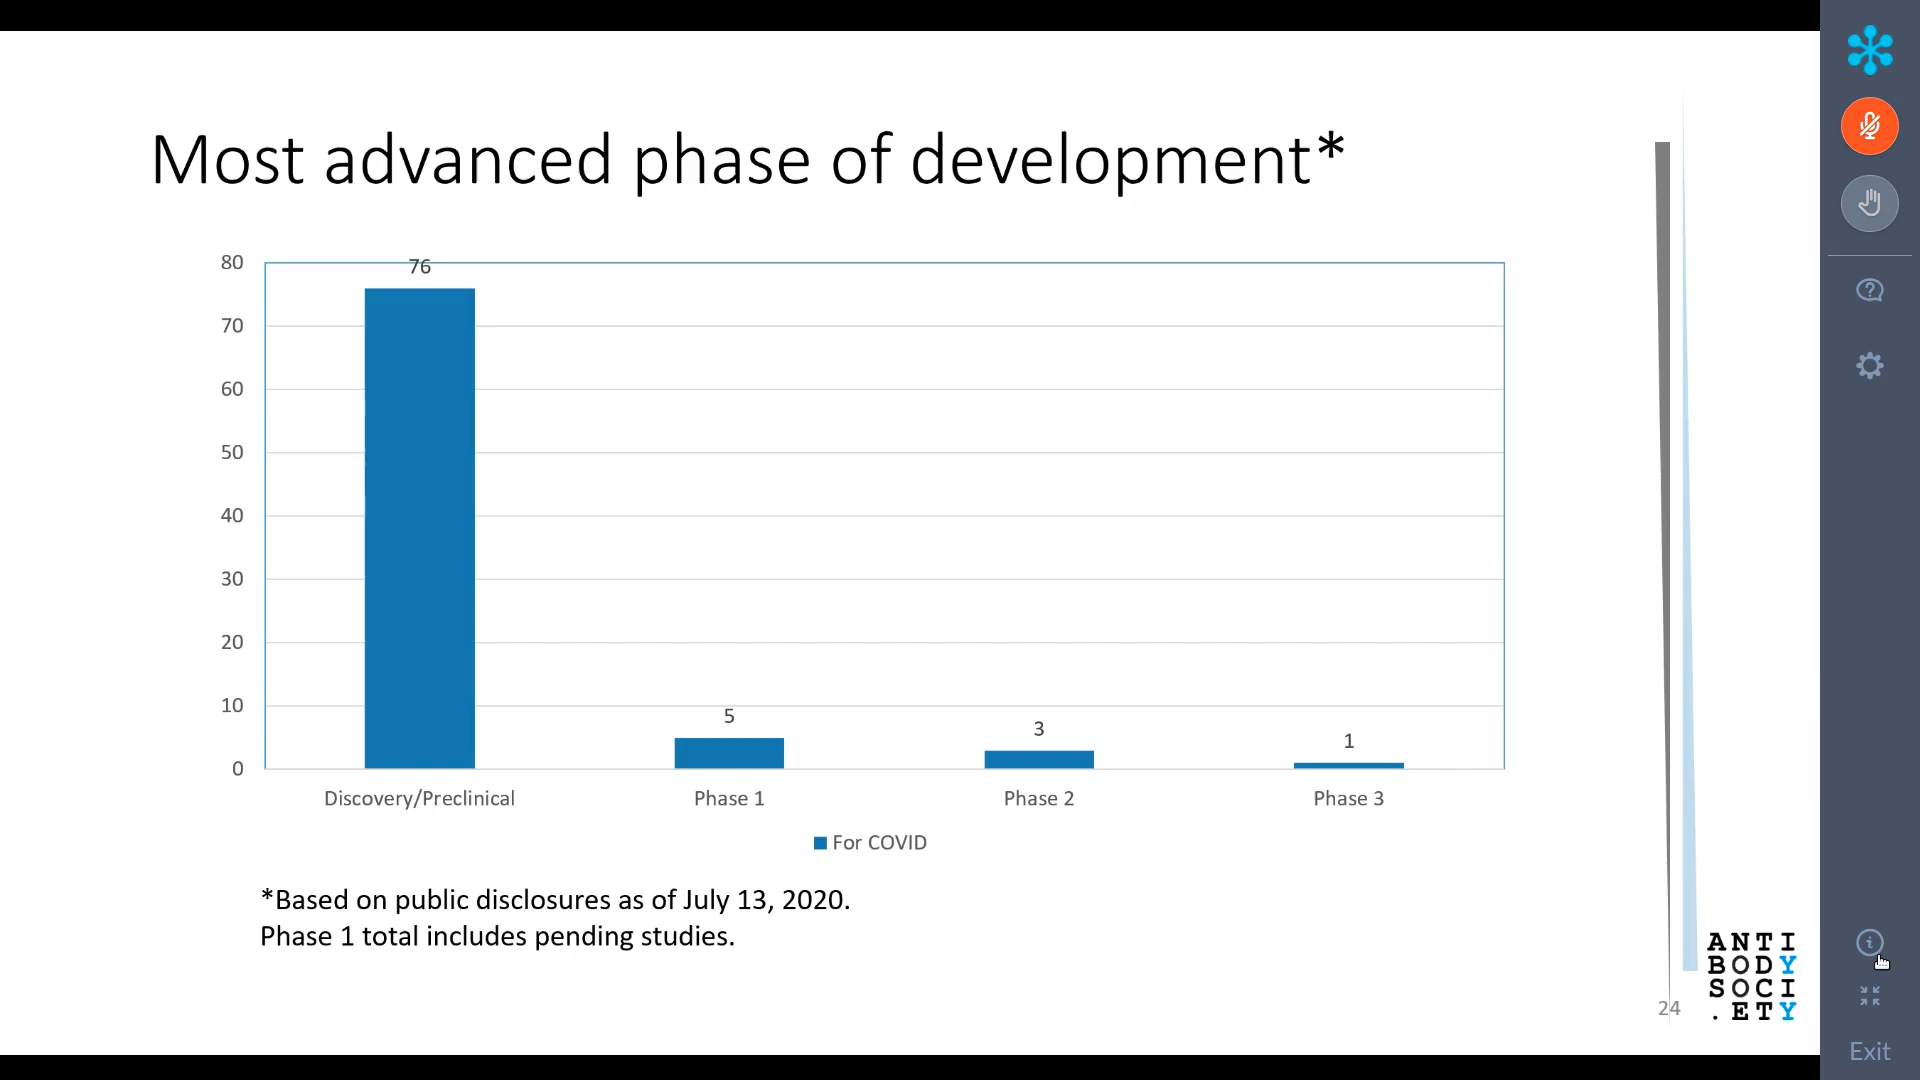 Most advanced phase of development*
80
76
70
60
50
40
30
20
10
5
3
1
0
Discovery/Preclinical
Phase 1
Phase 2
Phase 3
For COVID
*Based on public disclosures as of July 13, 2020.
Phase 1 total includes pending studies.
24
ANTI
BODY
SOCI
.ETY
Exit